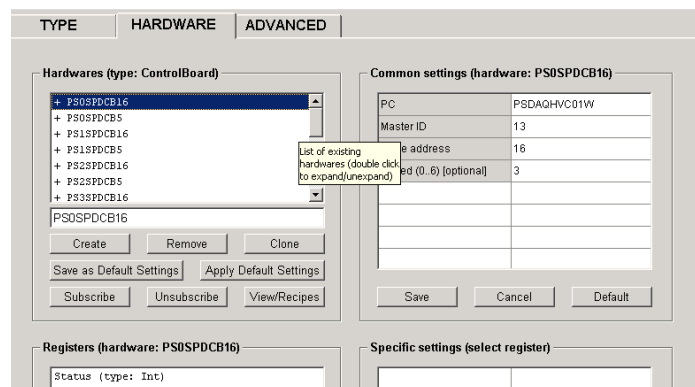 TYPE HARDWARE ADVANCED
Hardwares (type: ControlBoard)
+ PS0SPDCB16
+ PS0SPDCB5
+ PS1SPDCB16
+ PS1SPDCB5
+ PS2SPDCB16
+ PS2SPDCB5
+ PS3SPDCB16
List of existing
hardwares (double click
to expand/unexpand)
PS0SPDCB16
Create Remove Clone
Save as Default Settings Apply Default Settings
Subscribe Unsubscribe View/Recipes
Common settings (hardware: PS0SPDCB16)
PC PSDAQHVC01W
Master ID 13
e address 16
ed (0..6) [optional] 3
Save Cancel Default
Registers (hardware: PS0SPDCB16)
Status (type: Int)
Specific settings (select register)